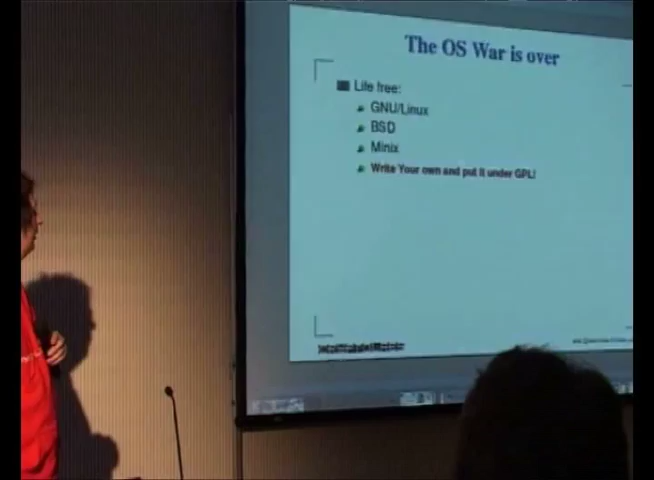 The OS War is over
Life free:
GNU/Linux
BSD
Minix
Write Your own and put it under GPL!